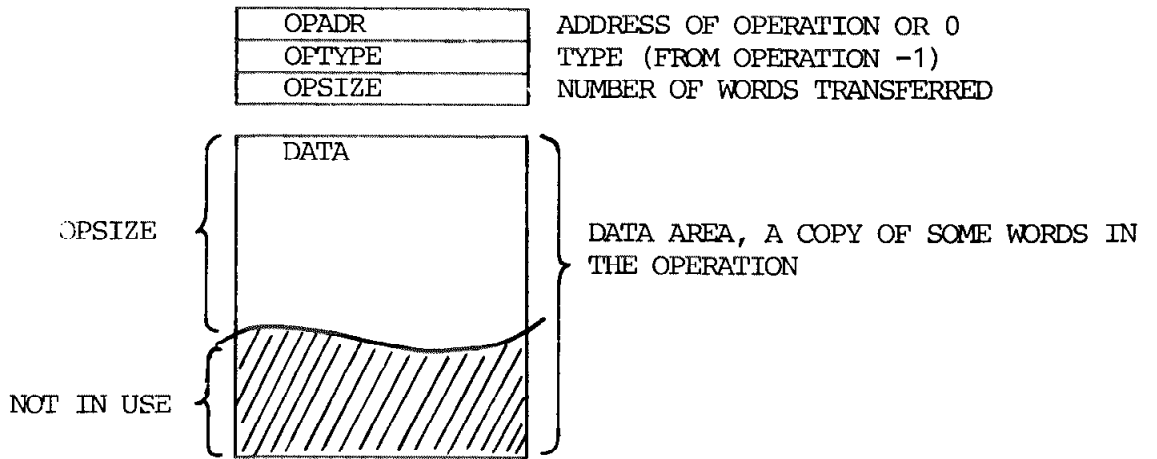 OPADR ADDRESS OF OPERATION OR 0
OPTYPE TYPE (FROM OPERATION -1)
OPSIZE NUMBER OF WORDS TRANSFERRED
DATA
OPSIZE
DATA AREA, A COPY OF SOME WORDS IN
THE OPERATION
NOT IN USE